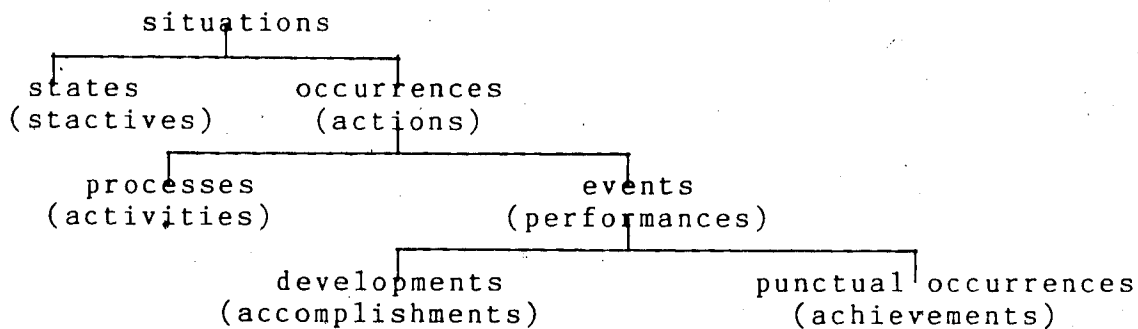 situations
states occurrences
(stactives) (actions)
processes events
(activities) (performances)
developments punctual occurrences
(accomplishments) (achievements)